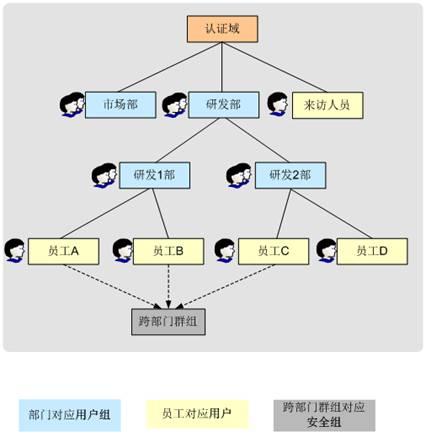 认证域
市场部
研发部
来访人员
研发1部
研发2部
员工A
员工B
员工C
员工D
跨部门群组
部门对应用户组
员工对应用户
跨部门群组对应
安全组